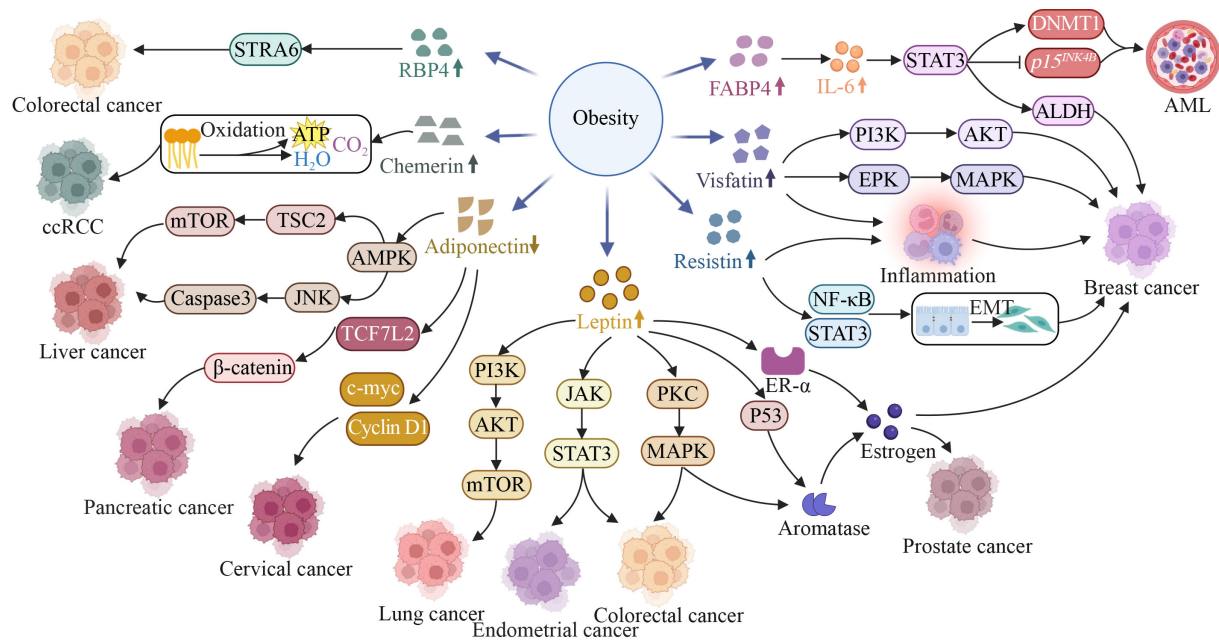 Obesity
RBP4
STRA6
Colorectal cancer
Chemerin
Oxidation
ATP
CO2
H2O
ccRCC
Adiponectin
AMPK
TSC2
mTOR
JNK
Caspase3
Liver cancer
TCF7L2
β-catenin
Pancreatic cancer
c-myc
Cyclin D1
Cervical cancer
Leptin
PI3K
AKT
mTOR
Lung cancer
JAK
STAT3
Endometrial cancer
PKC
MAPK
Colorectal cancer
P53
Aromatase
ER-α
Estrogen
Prostate cancer
Resistin
NF-κB
STAT3
EMT
Inflammation
Visfatin
PI3K
AKT
EPK
MAPK
Breast cancer
FABP4
IL-6
STAT3
DNMT1
p15INK4B
ALDH
AML